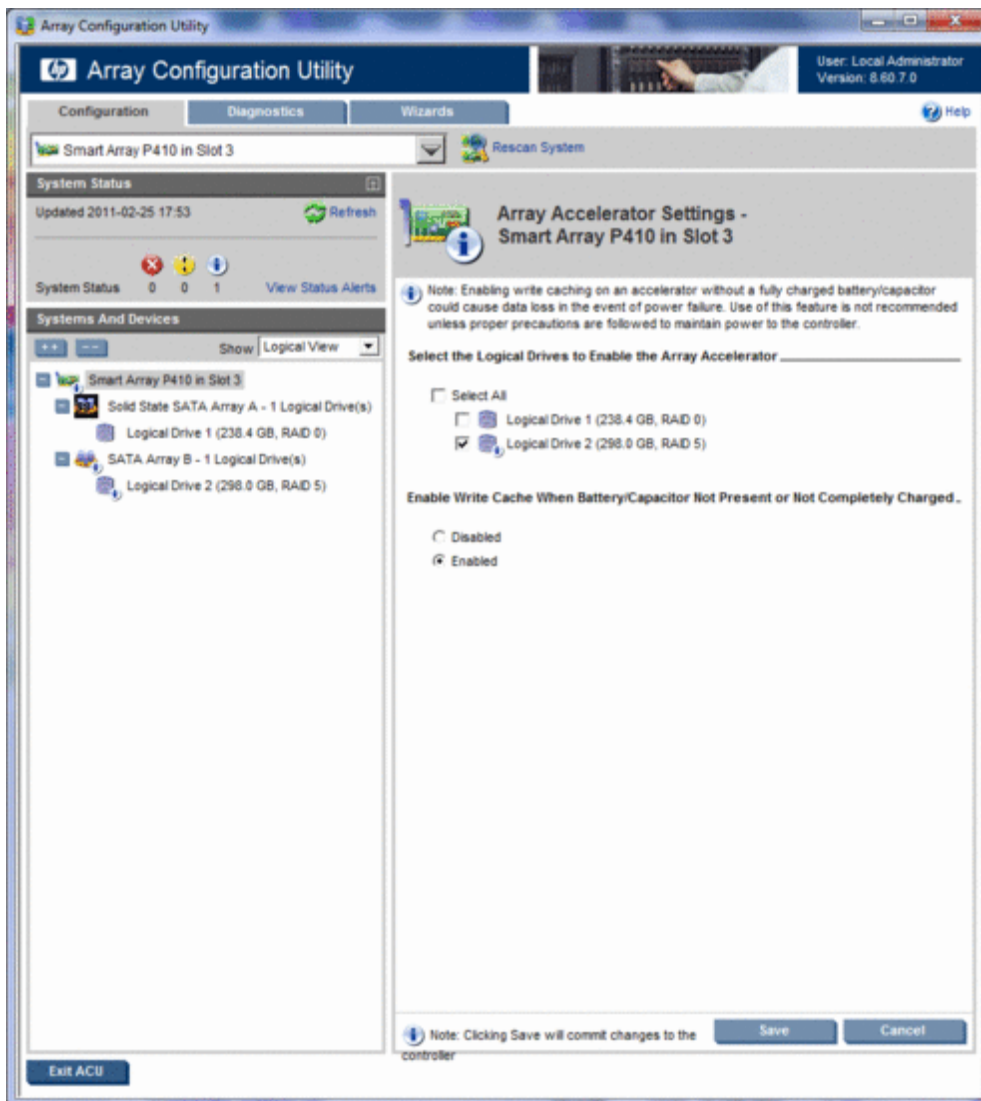 Array Configuration Utility
hp Array Configuration Utility
User: Local Administrator
Version: 8.60.7.0
Configuration Diagnostics Wizards Help
Smart Array P410 in Slot 3 Rescan System
System Status
Updated 2011-02-25 17:53 Refresh
System Status 0 0 1 View Status Alerts
Systems And Devices
Show Logical View
Smart Array P410 in Slot 3
Solid State SATA Array A - 1 Logical Drive(s)
Logical Drive 1 (238.4 GB, RAID 0)
SATA Array B - 1 Logical Drive(s)
Logical Drive 2 (298.0 GB, RAID 5)
Array Accelerator Settings -
Smart Array P410 in Slot 3
Note: Enabling write caching on an accelerator without a fully charged battery/capacitor
could cause data loss in the event of power failure. Use of this feature is not recommended
unless proper precautions are followed to maintain power to the controller.
Select the Logical Drives to Enable the Array Accelerator
Select All
Logical Drive 1 (238.4 GB, RAID 0)
Logical Drive 2 (298.0 GB, RAID 5)
Enable Write Cache When Battery/Capacitor Not Present or Not Completely Charged
Disabled
Enabled
Note: Clicking Save will commit changes to the
controller
Save Cancel
Exit ACU